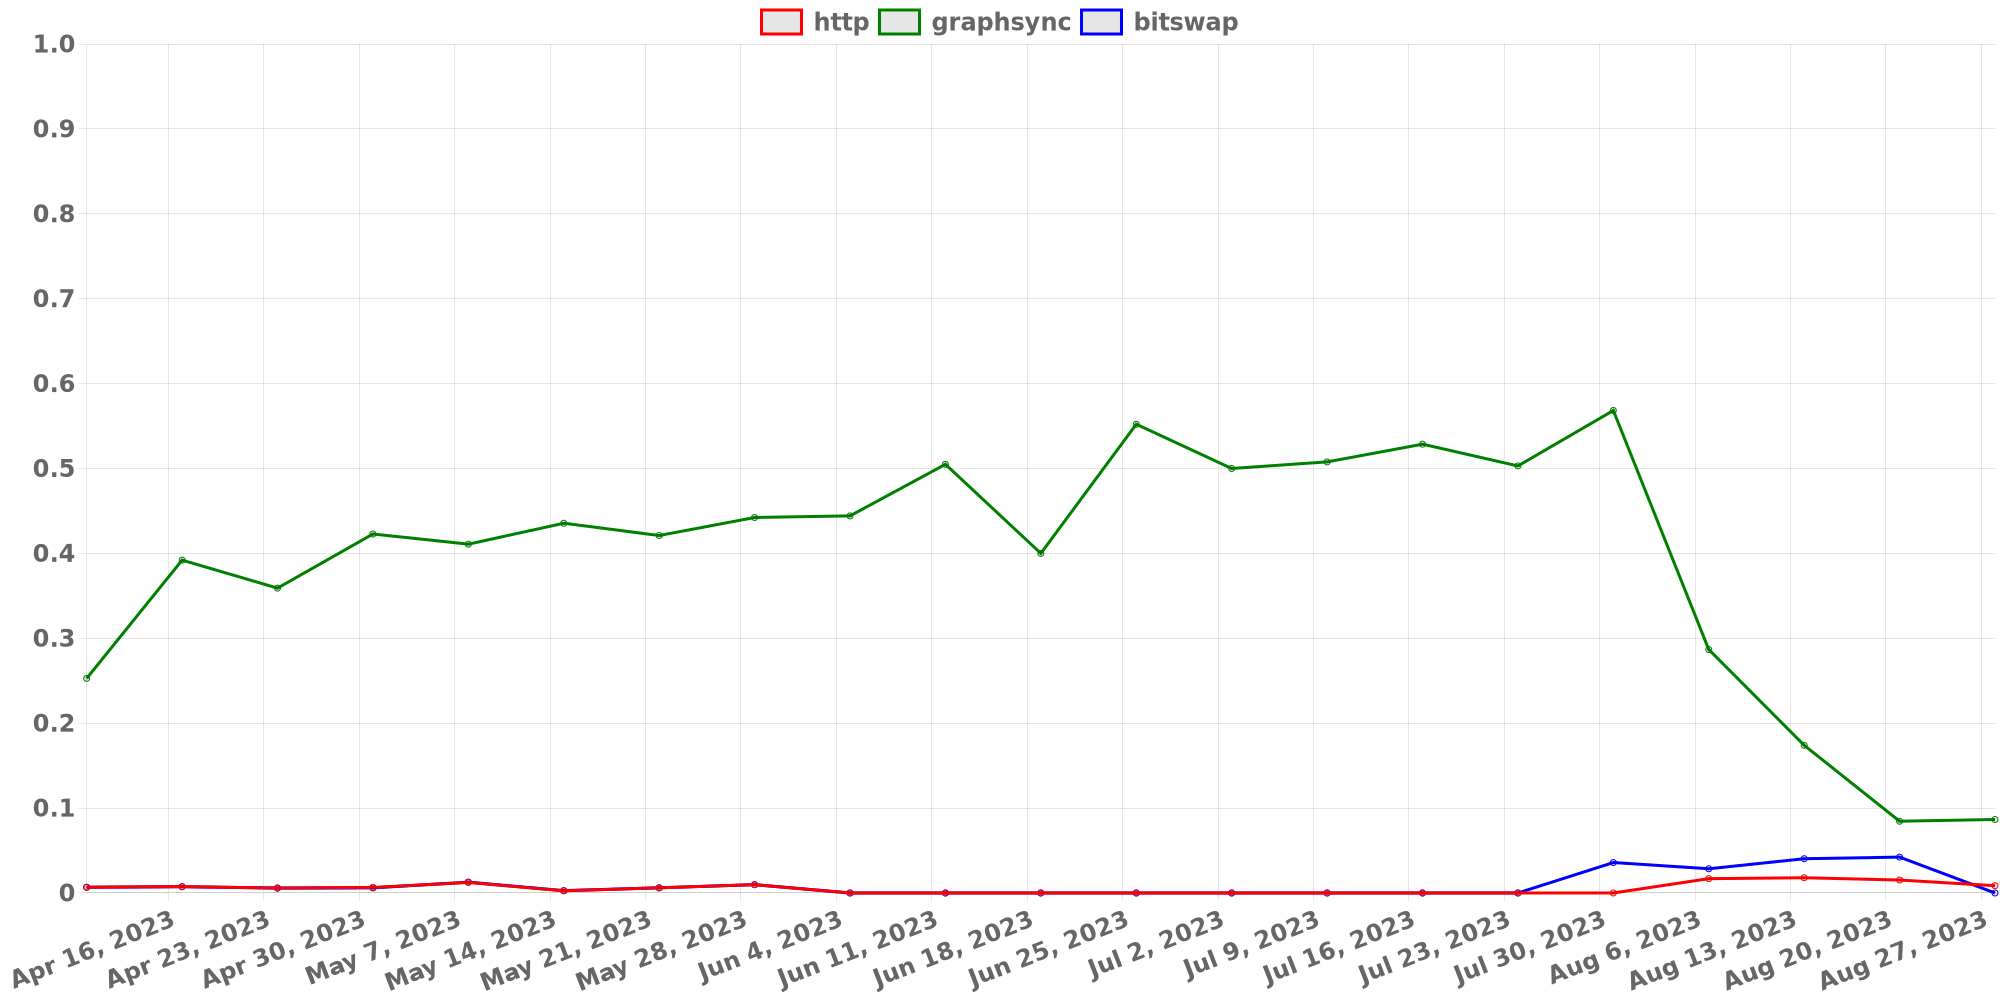 http graphsync bitswap
1.0
0.9
0.8
0.7
0.6
0.5
0.4
0.3
0.2
0.1
0
Apr 16, 2023
Apr 23, 2023
Apr 30, 2023
May 7, 2023
May 14, 2023
May 21, 2023
May 28, 2023
Jun 4, 2023
Jun 11, 2023
Jun 18, 2023
Jun 25, 2023
Jul 2, 2023
Jul 9, 2023
Jul 16, 2023
Jul 23, 2023
Jul 30, 2023
Aug 6, 2023
Aug 13, 2023
Aug 20, 2023
Aug 27, 2023